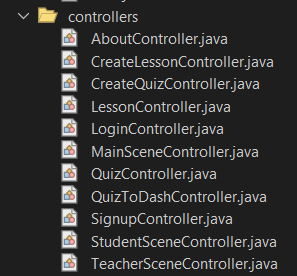 controllers
AboutController.java
CreateLessonController.java
CreateQuizController.java
LessonController.java
LoginController.java
MainSceneController.java
QuizController.java
QuizToDashController.java
SignupController.java
StudentSceneController.java
TeacherSceneController.java